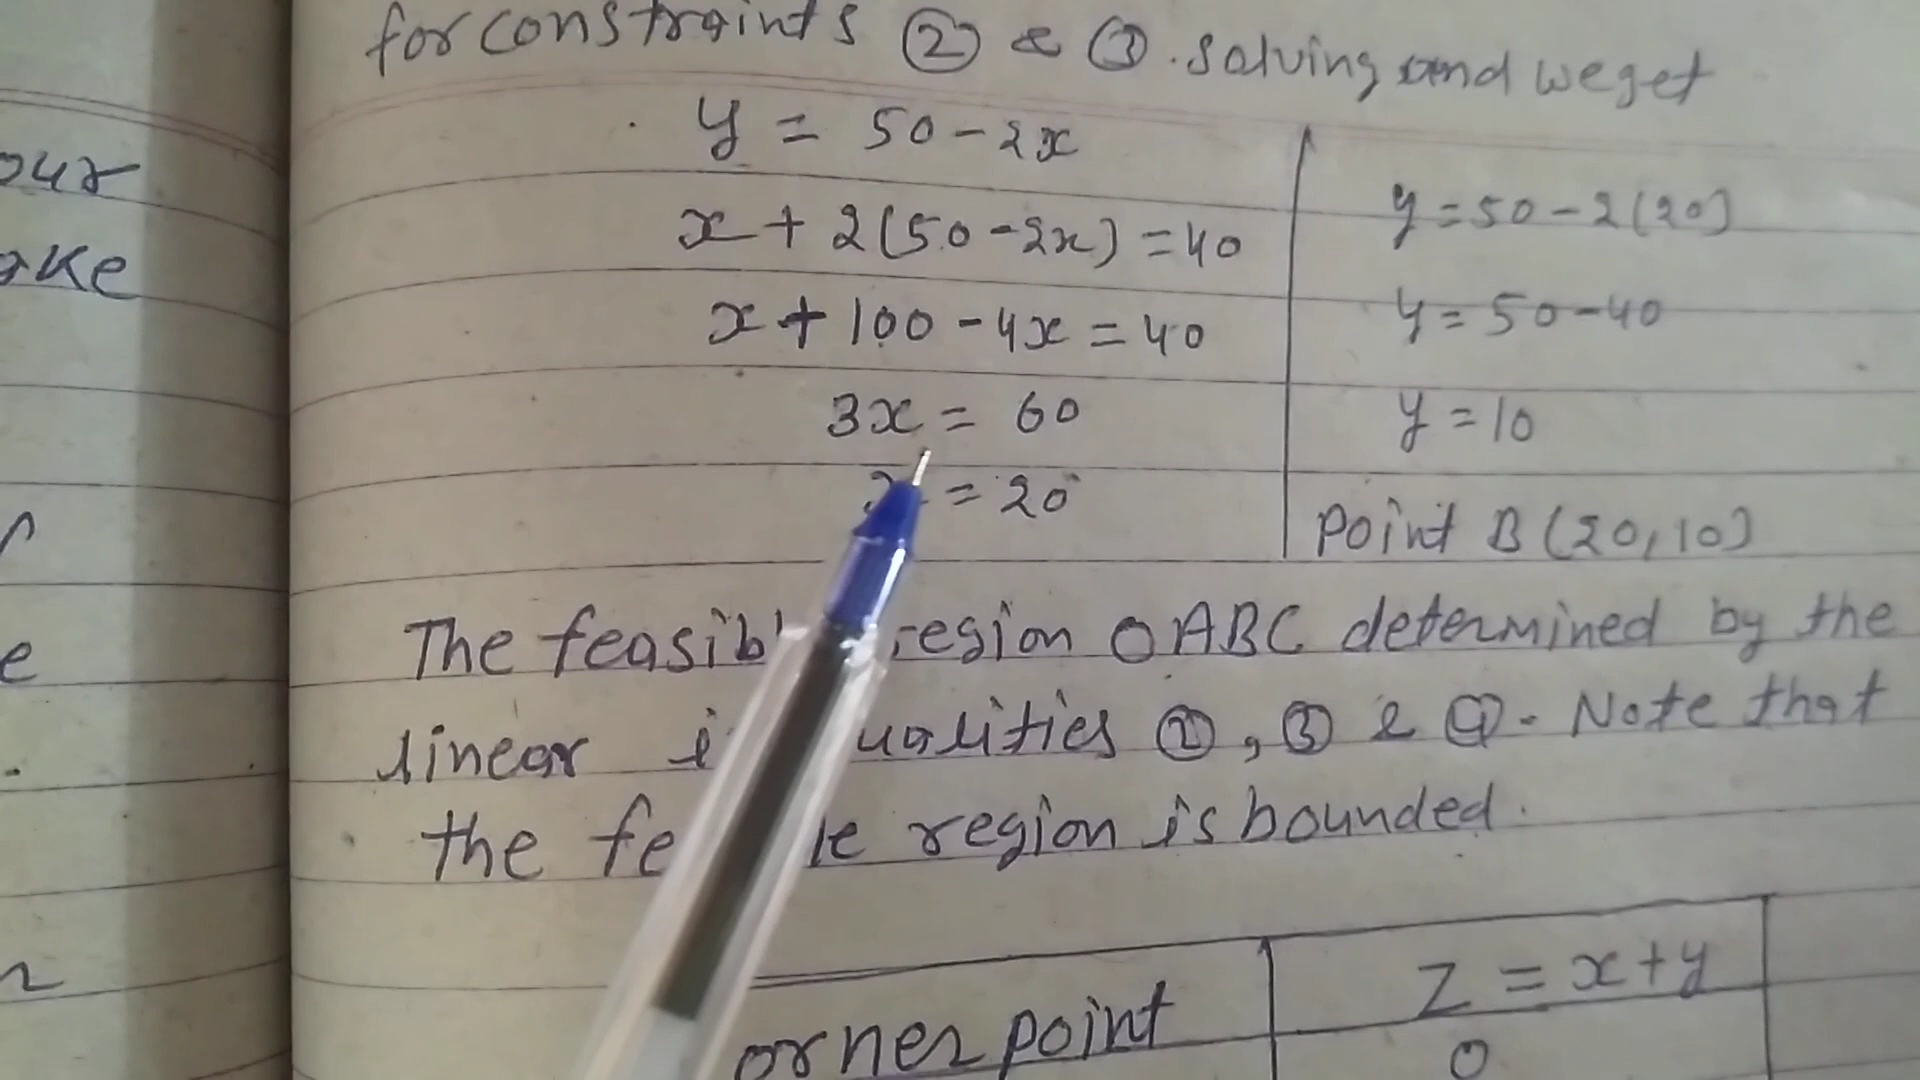 for constraints ② & ③. solving and we get
y = 50 - 2x
x + 2(50 - 2x) = 40
x + 100 - 4x = 40
3x = 60
= 20
y = 50 - 2(20)
y = 50 - 40
y = 10
Point B (20, 10)
The feasib region OABC determined by the
linear ualities ②, ③ & ④. Note that
the fe le region is bounded.
orner point
Z = x + y
0
our
ake